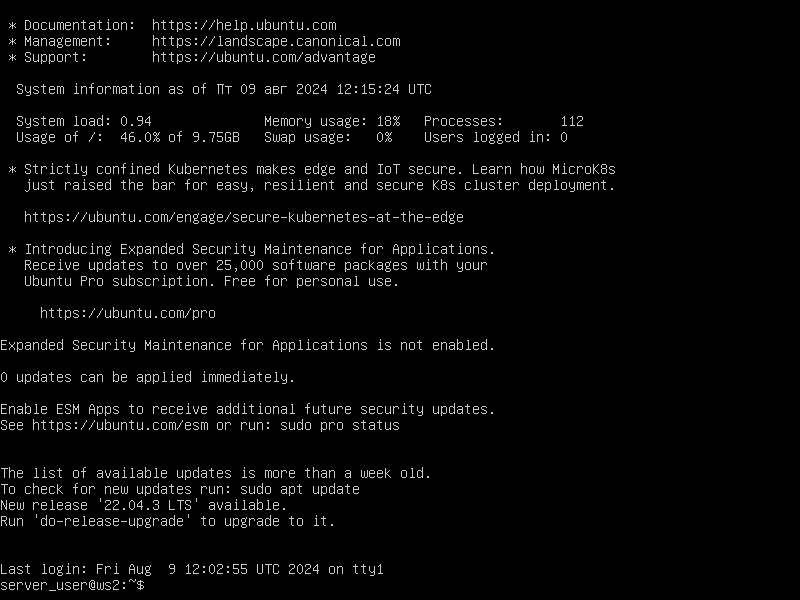 * Documentation:  https://help.ubuntu.com
* Management:     https://landscape.canonical.com
* Support:        https://ubuntu.com/advantage
System information as of Пт 09 авг 2024 12:15:24 UTC
System load: 0.94              Memory usage: 18%   Processes:       112
Usage of /:  46.0% of 9.75GB   Swap usage:   0%    Users logged in: 0
* Strictly confined Kubernetes makes edge and IoT secure. Learn how MicroK8s
just raised the bar for easy, resilient and secure K8s cluster deployment.
https://ubuntu.com/engage/secure-kubernetes-at-the-edge
* Introducing Expanded Security Maintenance for Applications.
Receive updates to over 25,000 software packages with your
Ubuntu Pro subscription. Free for personal use.
https://ubuntu.com/pro
Expanded Security Maintenance for Applications is not enabled.
0 updates can be applied immediately.
Enable ESM Apps to receive additional future security updates.
See https://ubuntu.com/esm or run: sudo pro status
The list of available updates is more than a week old.
To check for new updates run: sudo apt update
New release '22.04.3 LTS' available.
Run 'do-release-upgrade' to upgrade to it.
Last login: Fri Aug  9 12:02:55 UTC 2024 on tty1
server_user@ws2:~$